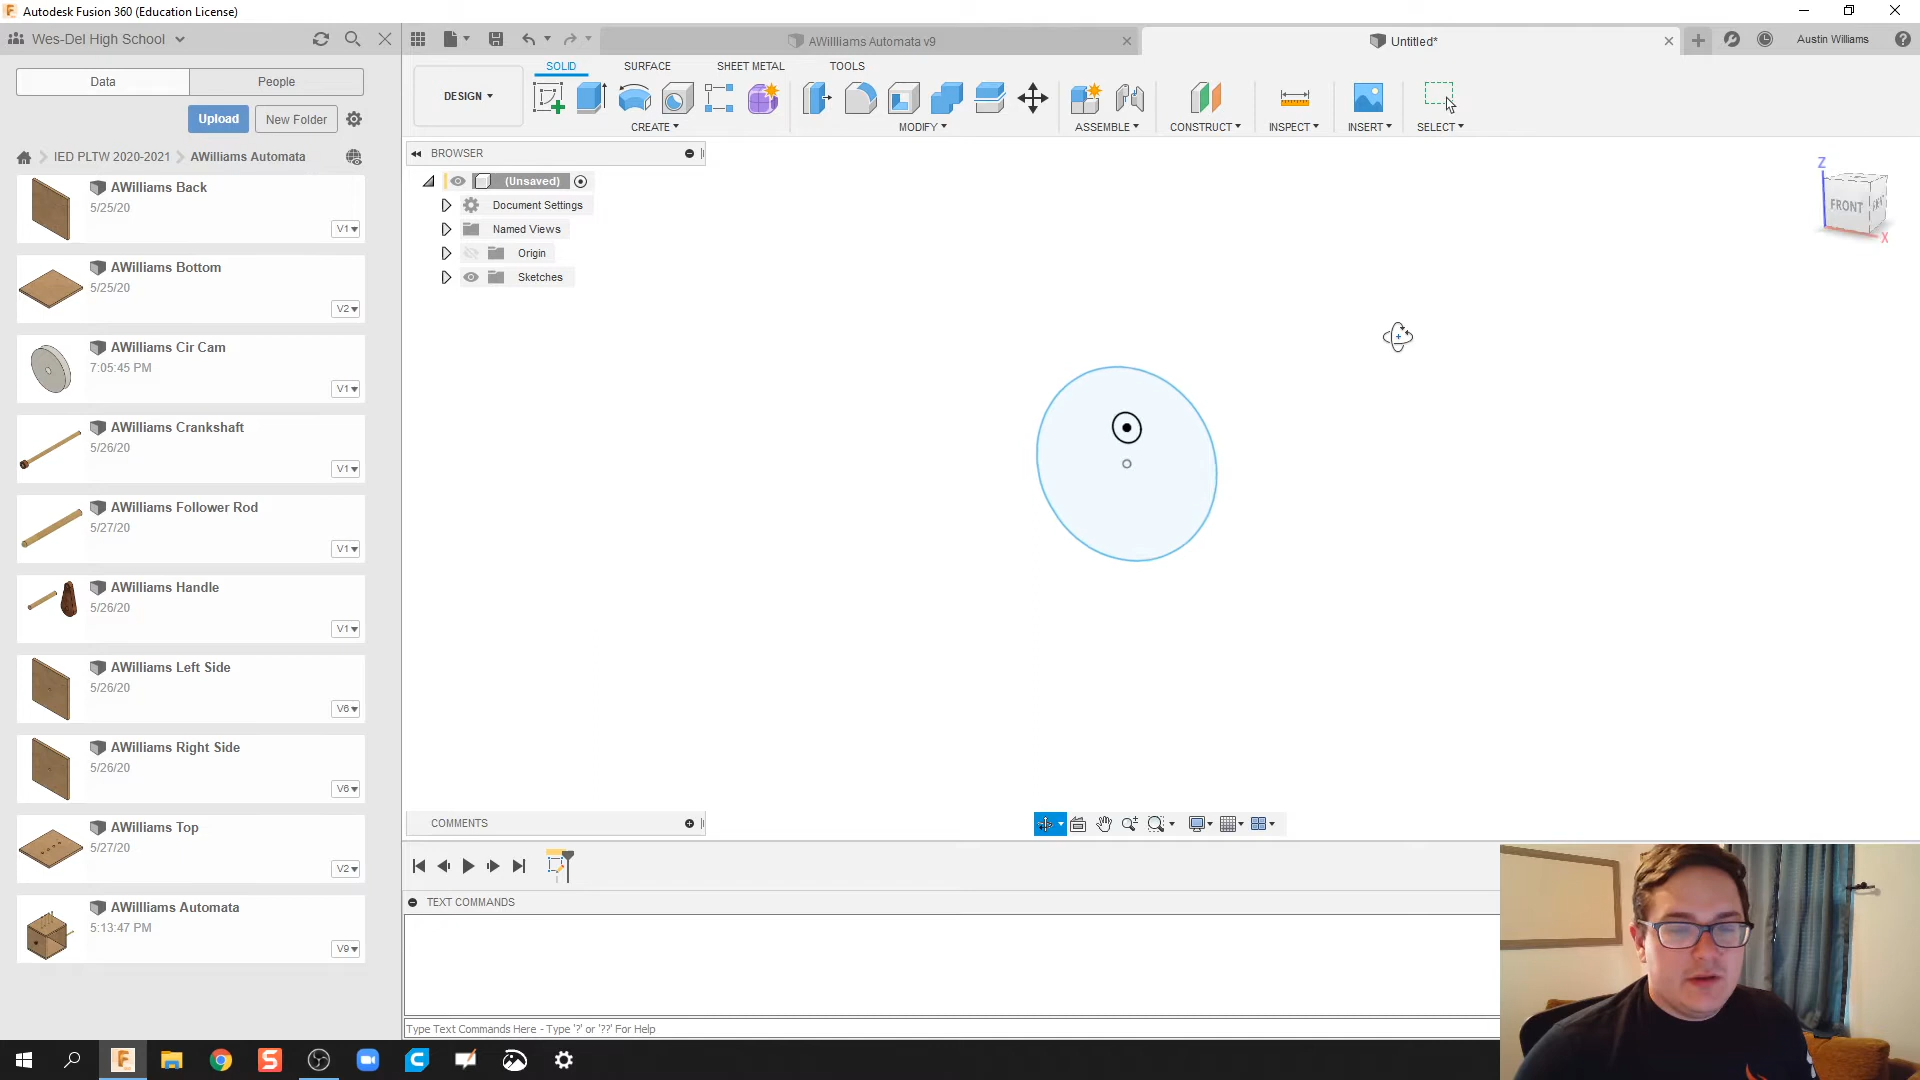 Autodesk Fusion 360 (Education License)
Wes-Del High School
Data
People
Upload
New Folder
IED PLTW 2020-2021
AWilliams Automata
AWilliams Back
5/25/20
V1
AWilliams Bottom
5/25/20
V2
AWilliams Cir Cam
7:05:45 PM
V1
AWilliams Crankshaft
5/26/20
V1
AWilliams Follower Rod
5/27/20
V1
AWilliams Handle
5/26/20
V1
AWilliams Left Side
5/26/20
V6
AWilliams Right Side
5/26/20
V6
AWilliams Top
5/27/20
V2
AWillliams Automata
5:13:47 PM
V9
AWillliams Automata v9
Untitled*
Austin Williams
DESIGN
SOLID
SURFACE
SHEET METAL
TOOLS
CREATE
MODIFY
ASSEMBLE
CONSTRUCT
INSPECT
INSERT
SELECT
BROWSER
(Unsaved)
Document Settings
Named Views
Origin
Sketches
Z
FRONT
X
COMMENTS
TEXT COMMANDS
Type Text Commands Here - Type '?' or '??' For Help